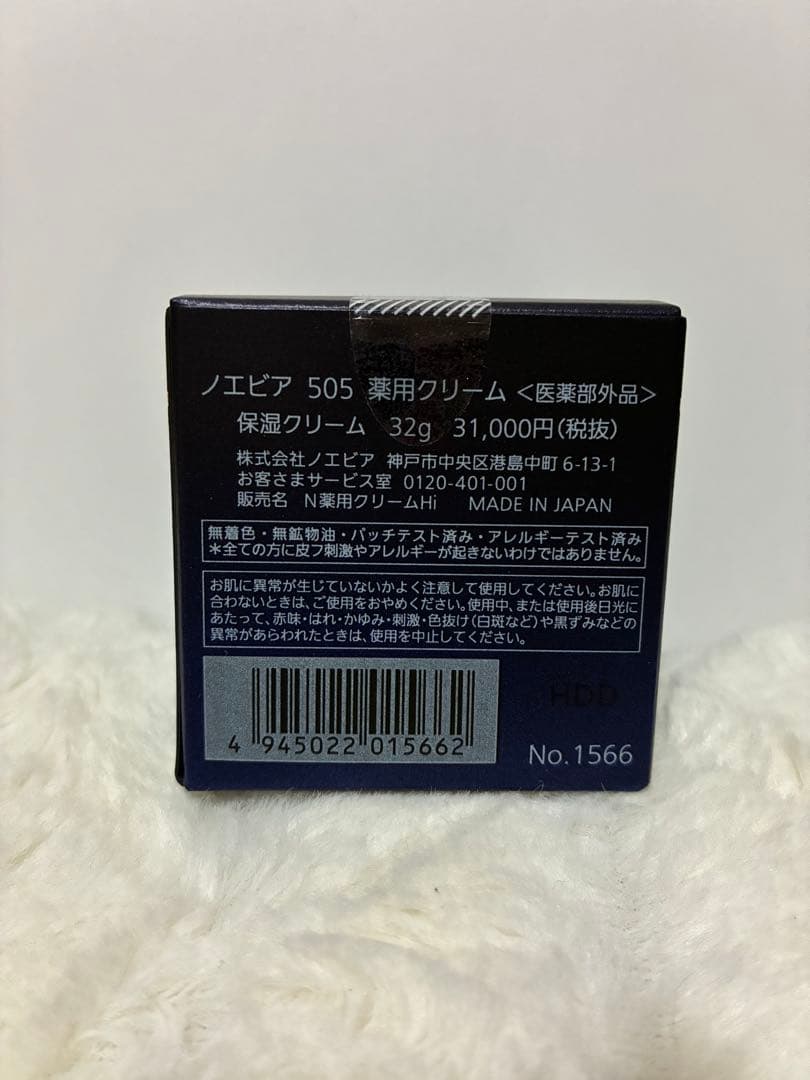 ノエビア 505 薬用クリーム <医薬部外品>
保湿クリーム 32g 31,000円(税抜)
株式会社ノエビア 神戸市中央区港島中町 6-13-1
お客さまサービス室 0120-401-001
販売名 N薬用クリームHi MADE IN JAPAN
無着色・無鉱物油・パッチテスト済み・アレルギーテスト済み
＊全ての方に皮フ刺激やアレルギーが起きないわけではありません。
お肌に異常が生じていないかよく注意して使用してください。お肌に
合わないときは、ご使用をおやめください。使用中、または使用後日光に
あたって、赤味・はれ・かゆみ・刺激・色抜け(白斑など)や黒ずみなどの
異常があらわれたときは、使用を中止してください。
HDD
4 945022 015662
No.1566